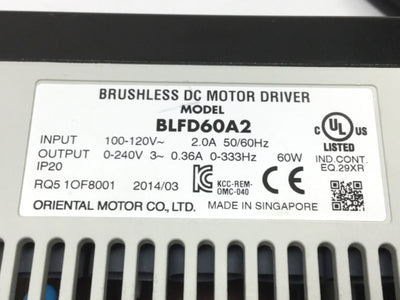 BRUSHLESS DC MOTOR DRIVER
MODEL
BLFD60A2
INPUT 100-120V~ 2.0A 50/60Hz
OUTPUT 0-240V 3~ 0.36A 0-333Hz 60W
IP20
RQ5 1OF8001 2014/03
KCC-REM-
OMC-040
CE
ORIENTAL MOTOR CO., LTD. MADE IN SINGAPORE
C UL US
LISTED
IND.CONT.
EQ.29XR